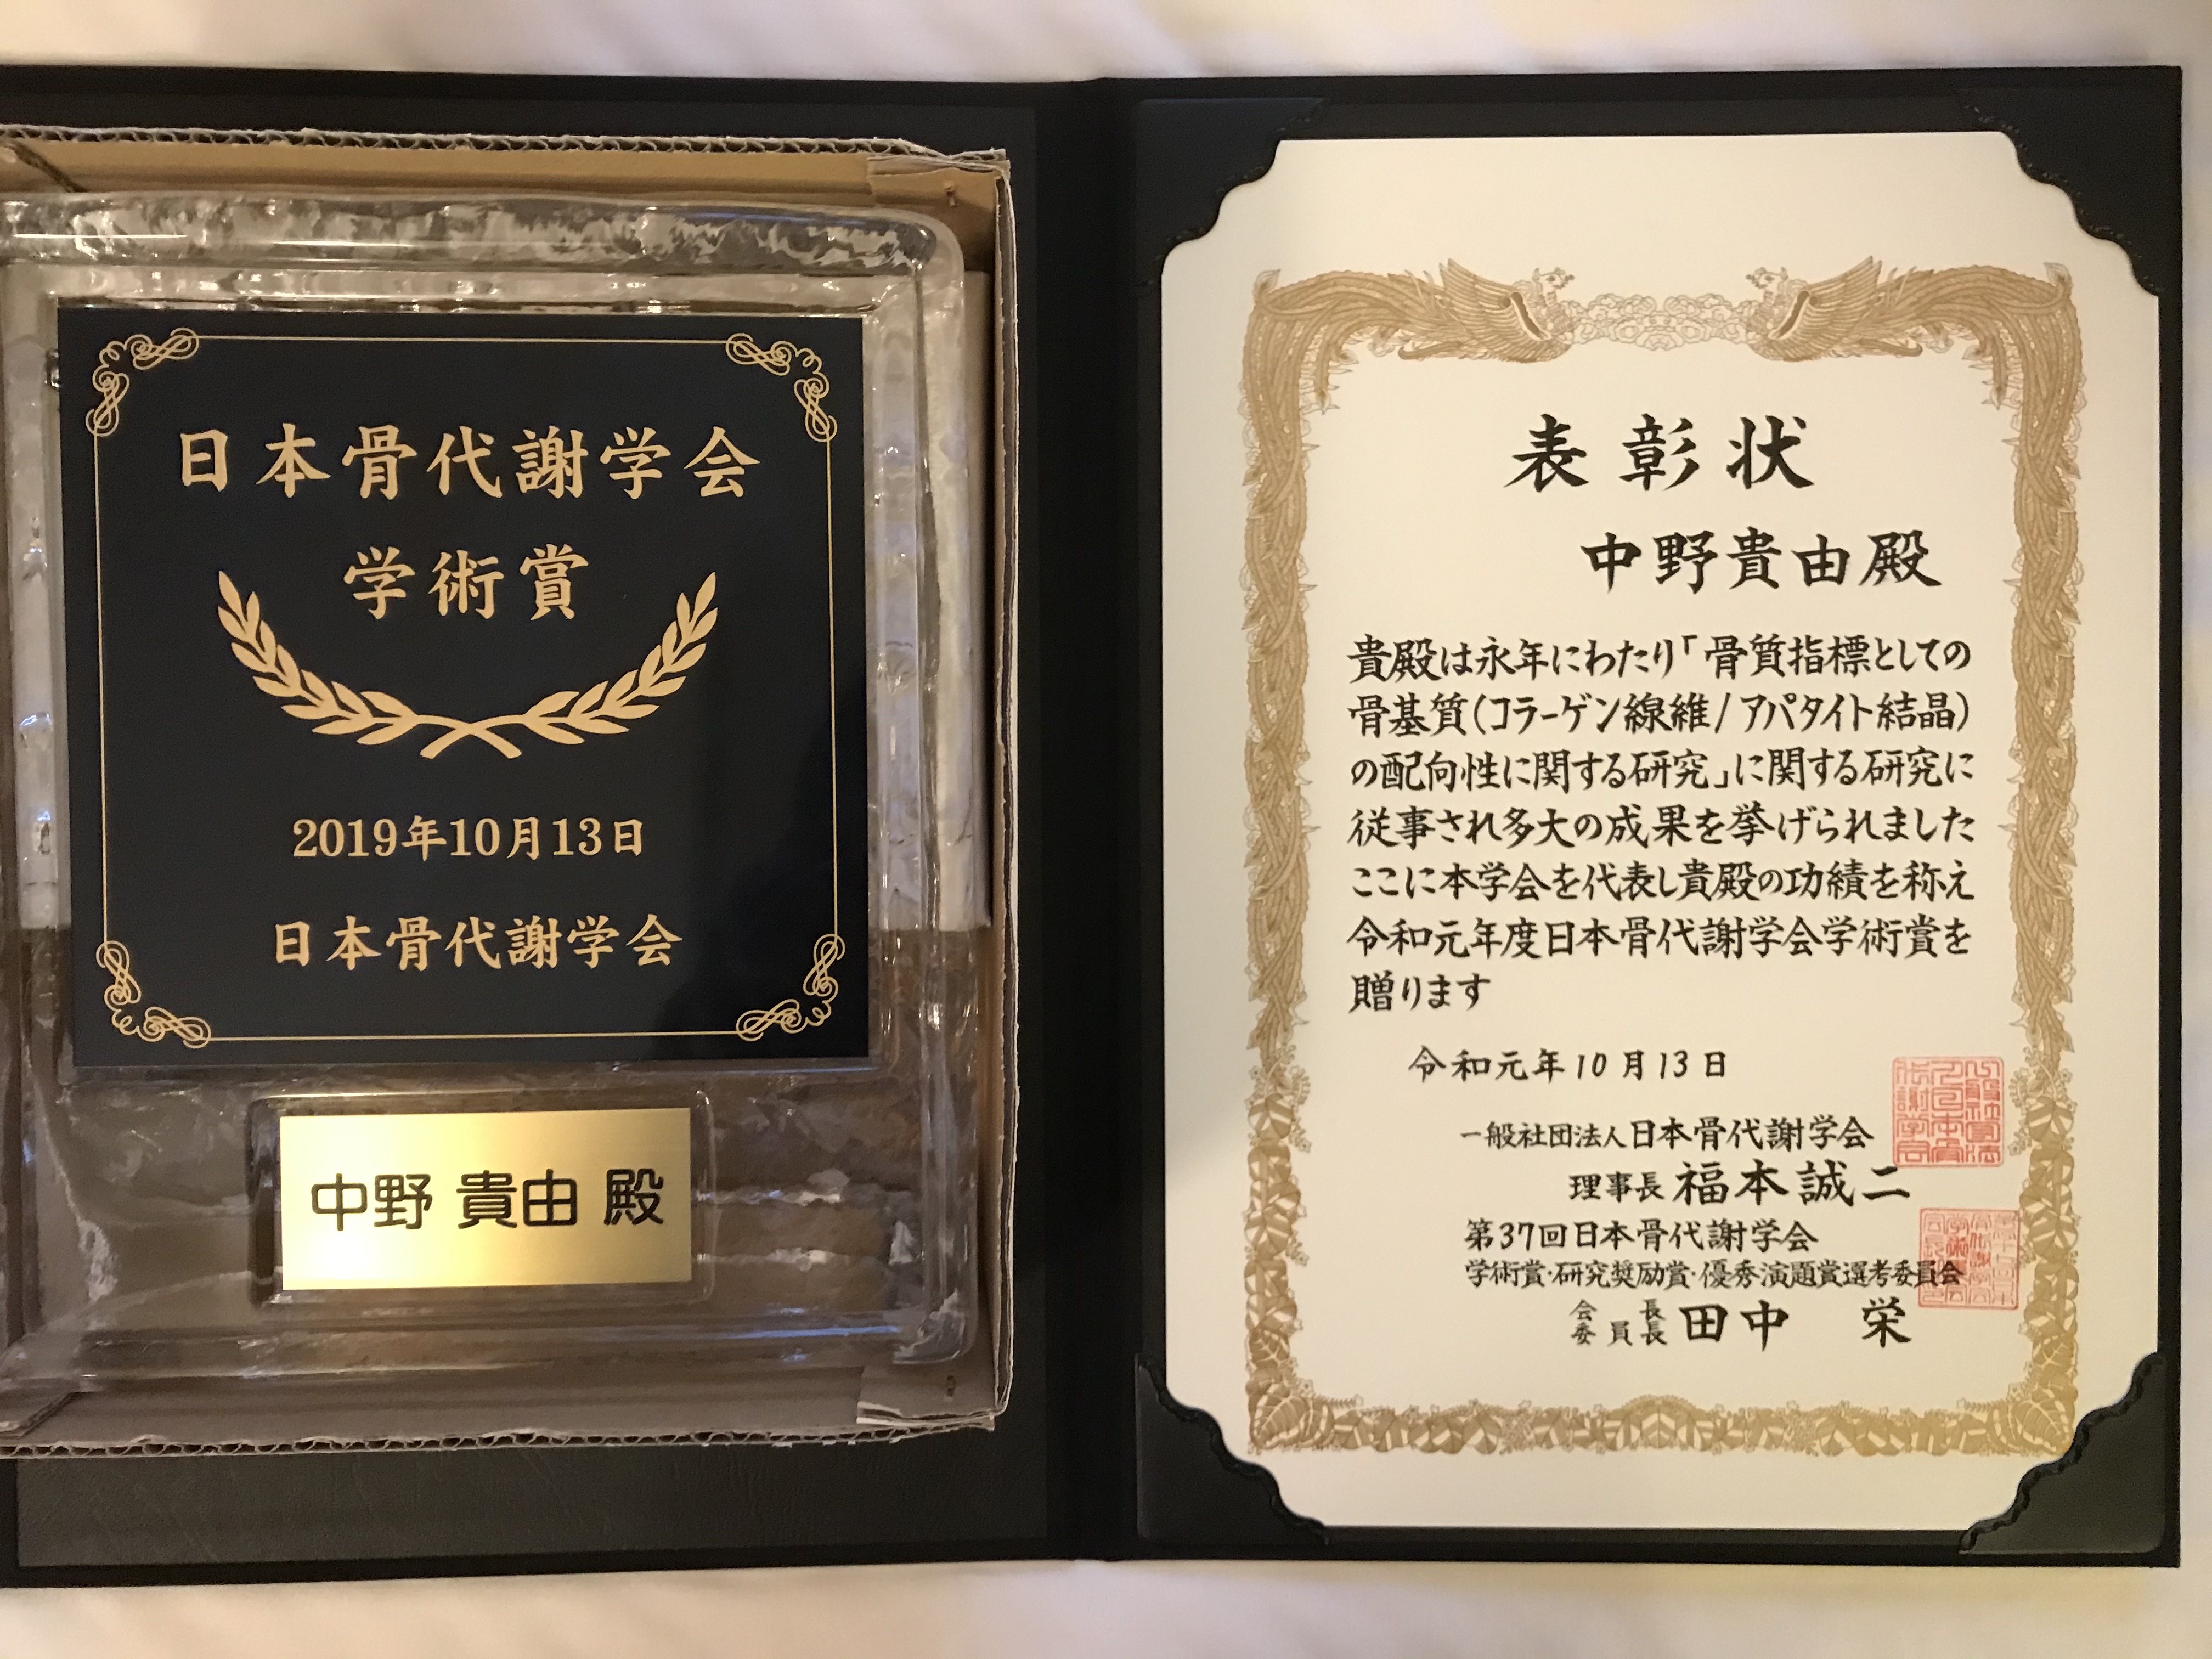 日本骨代謝学会
学術賞
2019年10月13日
日本骨代謝学会
中野 貴由 殿
表彰状
中野貴由殿
貴殿は永年にわたり「骨質指標としての
骨基質(コラーゲン線維/アパタイト結晶)
の配向性に関する研究」に関する研究に
従事され多大の成果を挙げられました
ここに本学会を代表し貴殿の功績を称え
令和元年度日本骨代謝学会学術賞を
贈ります
令和元年10月13日
一般社団法人日本骨代謝学会
理事長 福本誠二
第37回日本骨代謝学会
学術賞・研究奨励賞・優秀演題賞選考委員会
会長
委員長 田中 栄